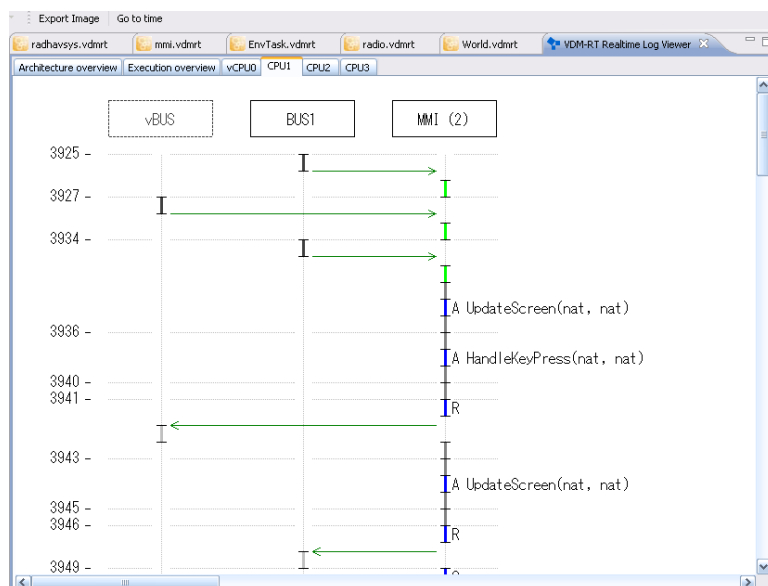 Export Image Go to time
radhavsys.vdmrt mmi.vdmrt EnvTask.vdmrt radio.vdmrt World.vdmrt VDM-RT Realtime Log Viewer
Architecture overview Execution overview vCPU0 CPU1 CPU2 CPU3
vBUS BUS1 MMI (2)
3925
3927
3934
A UpdateScreen(nat, nat)
3936
A HandleKeyPress(nat, nat)
3940
3941
R
3943
A UpdateScreen(nat, nat)
3945
3946
R
3949